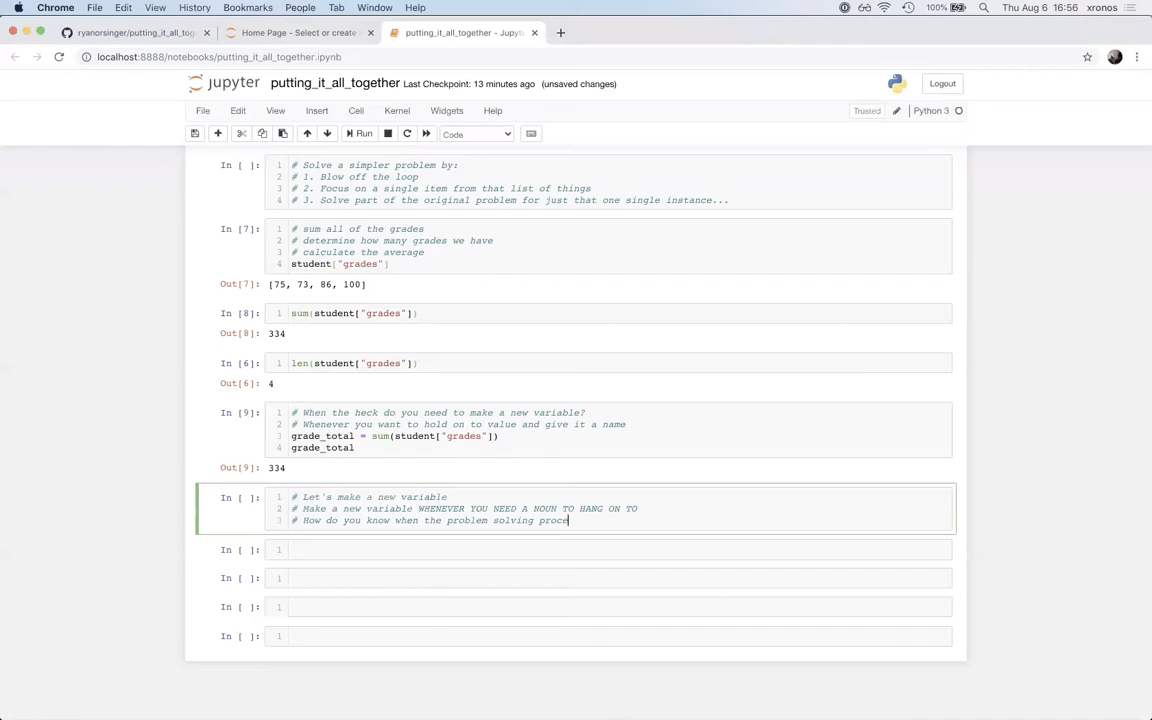 Chrome File Edit View History Bookmarks People Tab Window Help 100% Thu Aug 6 16:56 xronos
ryanorsinger/putting_it_all_tog × Home Page - Select or create × putting_it_all_together - Jupyte × +
localhost:8888/notebooks/putting_it_all_together.ipynb
jupyter putting_it_all_together Last Checkpoint: 13 minutes ago (unsaved changes) Logout
File Edit View Insert Cell Kernel Widgets Help Trusted Python 3
Run Code
In [ ]: 1 # Solve a simpler problem by:
2 # 1. Blow off the loop
3 # 2. Focus on a single item from that list of things
4 # 3. Solve part of the original problem for just that one single instance...
In [7]: 1 # sum all of the grades
2 # determine how many grades we have
3 # calculate the average
4 student["grades"]
Out[7]: [75, 73, 86, 100]
In [8]: 1 sum(student["grades"])
Out[8]: 334
In [6]: 1 len(student["grades"])
Out[6]: 4
In [9]: 1 # When the heck do you need to make a new variable?
2 # Whenever you want to hold on to value and give it a name
3 grade_total = sum(student["grades"])
4 grade_total
Out[9]: 334
In [ ]: 1 # Let's make a new variable
2 # Make a new variable WHENEVER YOU NEED A NOUN TO HANG ON TO
3 # How do you know when the problem solving proce
In [ ]: 1
In [ ]: 1
In [ ]: 1
In [ ]: 1